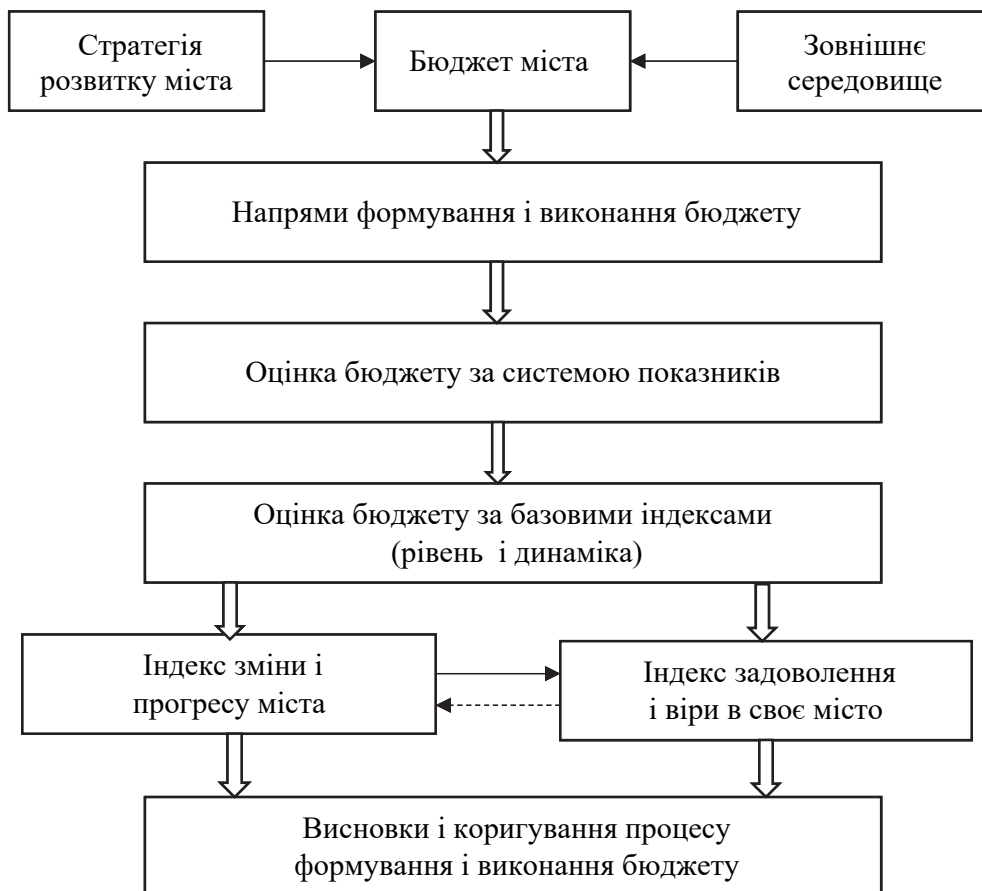 Стратегія
розвитку міста
Бюджет міста
Зовнішнє
середовище
Напрями формування і виконання бюджету
Оцінка бюджету за системою показників
Оцінка бюджету за базовими індексами
(рівень і динаміка)
Індекс зміни і
прогресу міста
Індекс задоволення
і віри в своє місто
Висновки і коригування процесу
формування і виконання бюджету